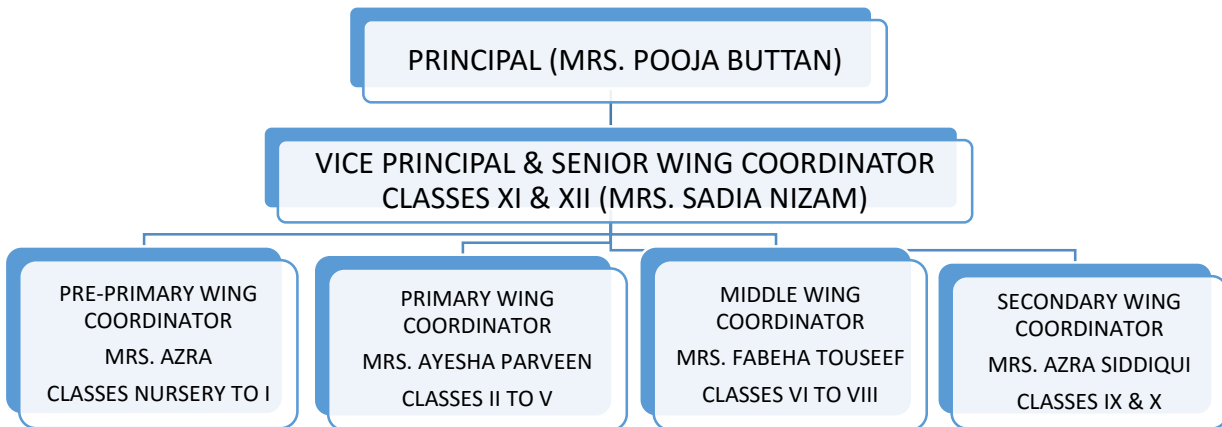 PRINCIPAL (MRS. POOJA BUTTAN)
VICE PRINCIPAL & SENIOR WING COORDINATOR
CLASSES XI & XII (MRS. SADIA NIZAM)
PRE-PRIMARY WING
COORDINATOR
MRS. AZRA
CLASSES NURSERY TO I
PRIMARY WING
COORDINATOR
MRS. AYESHA PARVEEN
CLASSES II TO V
MIDDLE WING
COORDINATOR
MRS. FABEHA TOUSEEF
CLASSES VI TO VIII
SECONDARY WING
COORDINATOR
MRS. AZRA SIDDIQUI
CLASSES IX & X